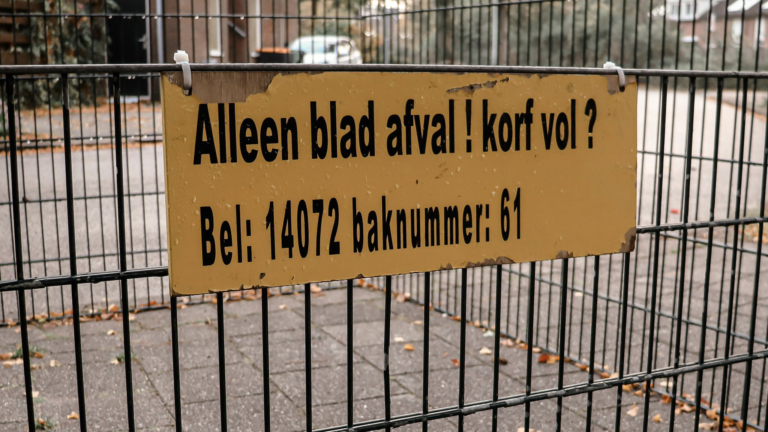 Alleen blad afval ! korf vol ?
Bel: 14072 baknummer: 61